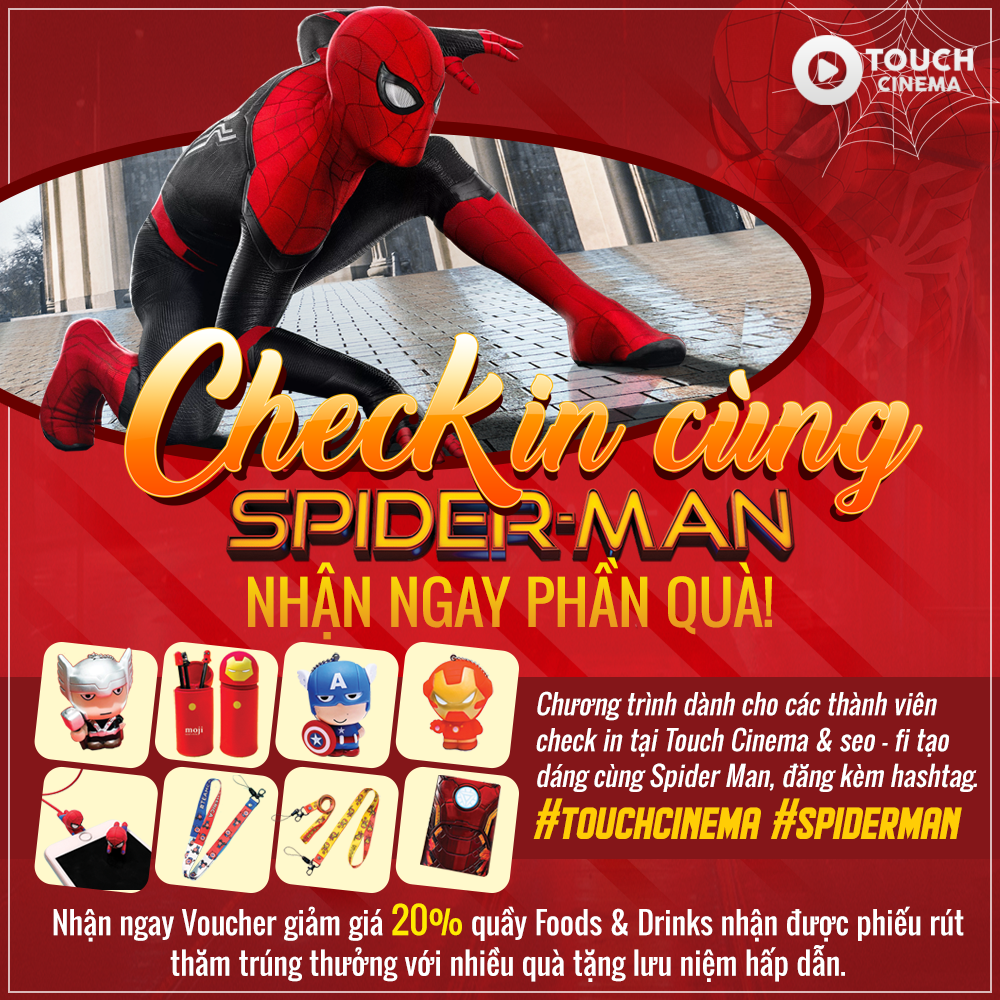 TOUCH
CINEMA
Check in cùng
SPIDER-MAN
NHẬN NGAY PHẦN QUÀ!
A
moji
Chương trình dành cho các thành viên
check in tại Touch Cinema & seo - fi tạo
dáng cùng Spider Man, đăng kèm hashtag.
#TOUCHCINEMA #SPIDERMAN
Nhận ngay Voucher giảm giá 20% quầy Foods & Drinks nhận được phiếu rút
thăm trúng thưởng với nhiều quà tặng lưu niệm hấp dẫn.